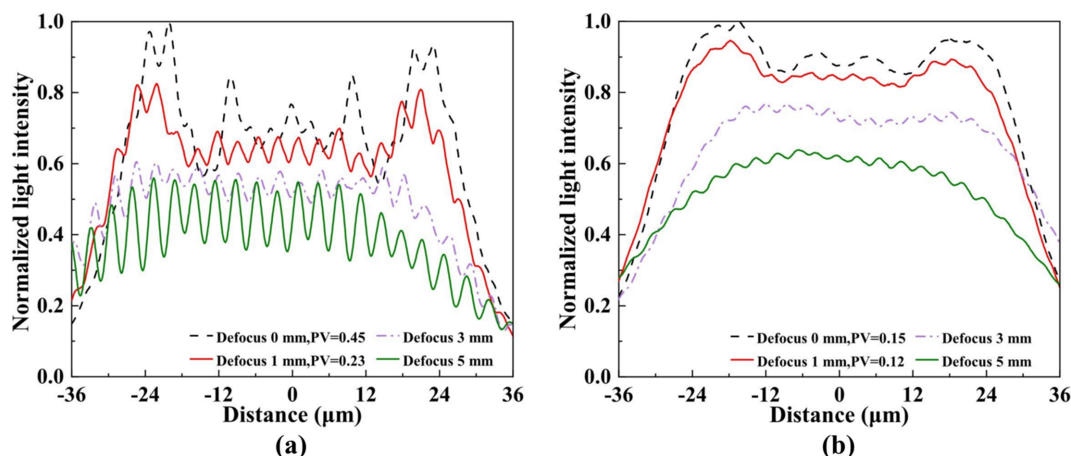 1.0
0.8
0.6
0.4
0.2
0.0
Normalized light intensity
Defocus 0 mm,PV=0.45
Defocus 3 mm
Defocus 1 mm,PV=0.23
Defocus 5 mm
-36 -24 -12 0 12 24 36
Distance (μm)
(a)
1.0
0.8
0.6
0.4
0.2
0.0
Normalized light intensity
Defocus 0 mm,PV=0.15
Defocus 3 mm
Defocus 1 mm,PV=0.12
Defocus 5 mm
-36 -24 -12 0 12 24 36
Distance (μm)
(b)